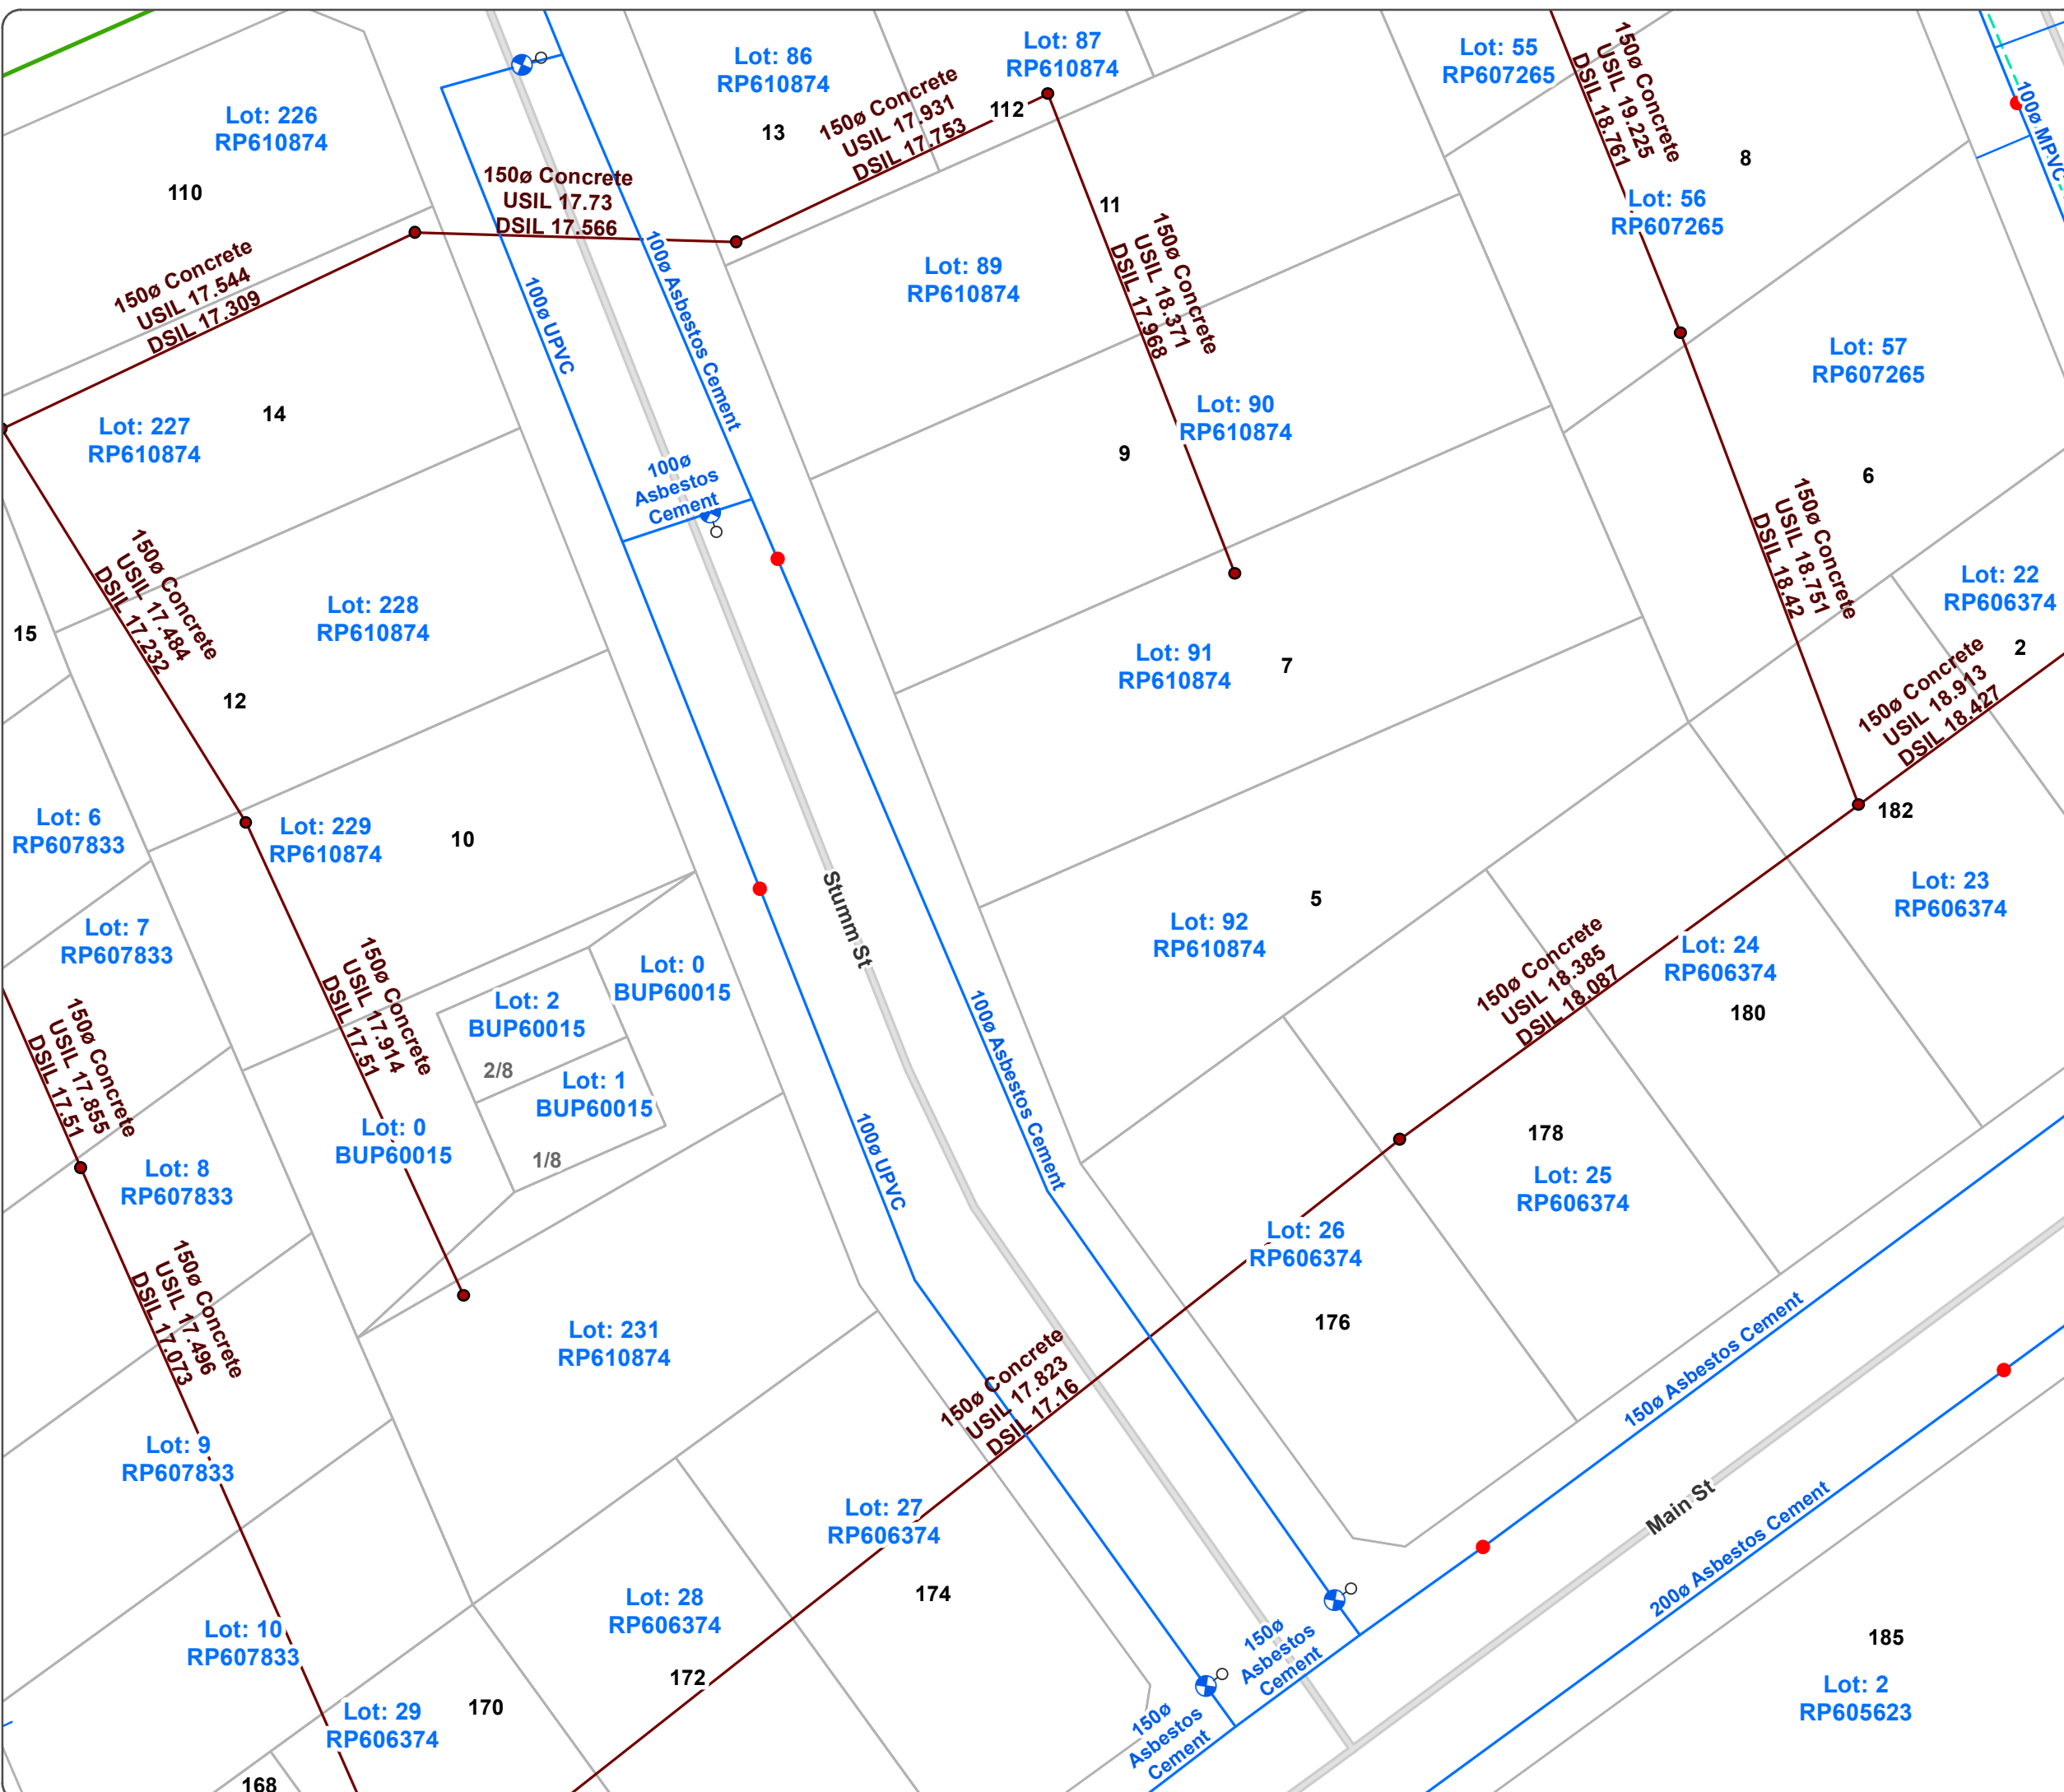 Lot: 226
RP610874
110
Lot: 86
RP610874
13
Lot: 87
RP610874
112
150ø Concrete
USIL 17.931
DSIL 17.753
150ø Concrete
USIL 17.73
DSIL 17.566
150ø Concrete
USIL 17.544
DSIL 17.309
Lot: 55
RP607265
150ø Concrete
USIL 19.225
DSIL 18.761
8
Lot: 56
RP607265
100ø MPVC
11
150ø Concrete
USIL 18.371
DSIL 17.968
Lot: 89
RP610874
100ø UPVC
100ø Asbestos Cement
Lot: 227
RP610874
14
Lot: 57
RP607265
6
Lot: 90
RP610874
9
100ø
Asbestos
Cement
150ø Concrete
USIL 17.484
DSIL 17.232
150ø Concrete
USIL 18.751
DSIL 18.42
Lot: 22
RP606374
2
15
Lot: 228
RP610874
12
Lot: 91
RP610874
7
150ø Concrete
USIL 18.913
DSIL 18.427
182
Lot: 6
RP607833
Lot: 229
RP610874
10
Stumm St
5
Lot: 92
RP610874
Lot: 23
RP606374
Lot: 7
RP607833
150ø Concrete
USIL 17.914
DSIL 17.51
Lot: 0
BUP60015
Lot: 2
BUP60015
2/8
Lot: 1
BUP60015
1/8
Lot: 0
BUP60015
150ø Concrete
USIL 18.385
DSIL 18.087
Lot: 24
RP606374
180
150ø Concrete
USIL 17.855
DSIL 17.51
100ø Asbestos Cement
100ø UPVC
178
Lot: 25
RP606374
Lot: 8
RP607833
Lot: 26
RP606374
176
150ø Concrete
USIL 17.496
DSIL 17.073
Lot: 231
RP610874
150ø Concrete
USIL 17.823
DSIL 17.16
150ø Asbestos Cement
Lot: 9
RP607833
Lot: 27
RP606374
174
Main St
200ø Asbestos Cement
Lot: 28
RP606374
172
Lot: 10
RP607833
150ø
Asbestos
Cement
150ø
Asbestos
Cement
185
Lot: 2
RP605623
170
Lot: 29
RP606374
168